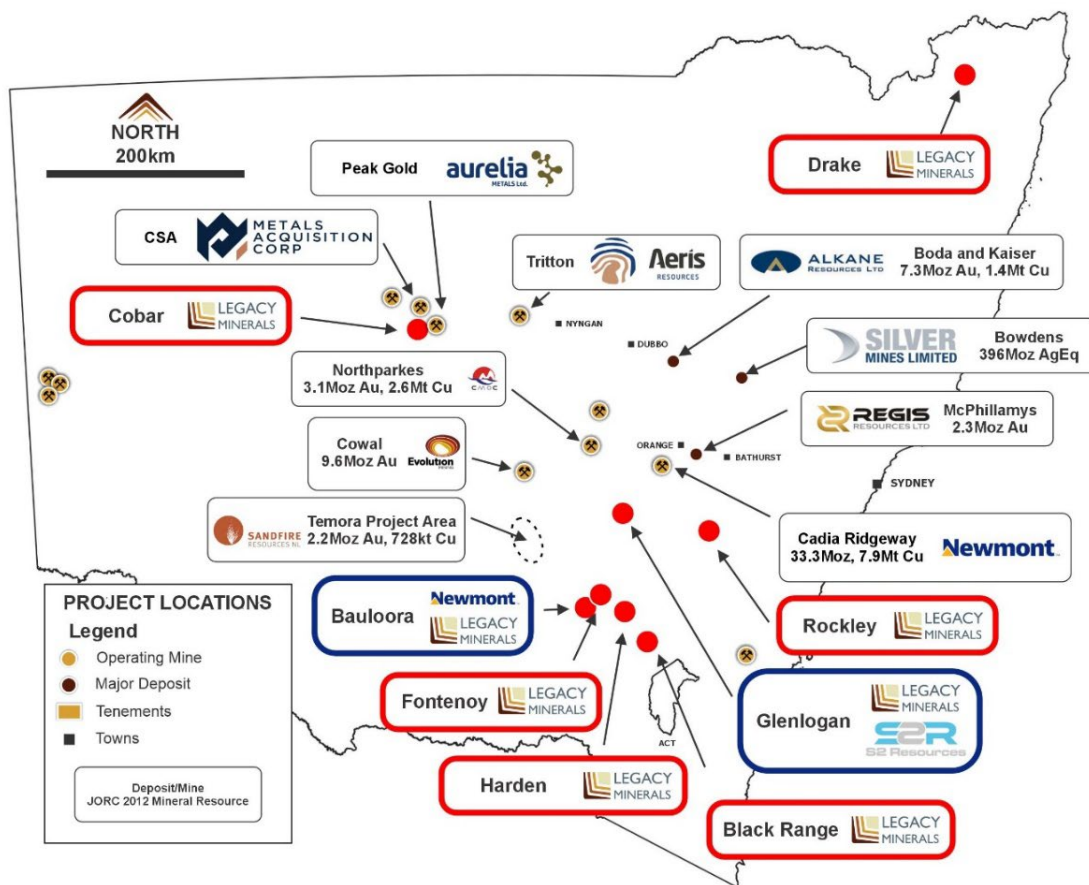 NORTH
200km
Peak Gold
aurelia
METALS Ltd.
CSA
METALS
ACQUISITION
CORP
Cobar
LEGACY
MINERALS
Tritton
Aeris
RESOURCES
NYNGAN
Drake
LEGACY
MINERALS
ALKANE
RESOURCES LTD
Boda and Kaiser
7.3Moz Au, 1.4Mt Cu
DUBBO
SILVER
MINES LIMITED
Bowdens
396Moz AgEq
Northparkes
3.1Moz Au, 2.6Mt Cu
CMOC
REGIS
RESOURCES LTD
McPhillamys
2.3Moz Au
ORANGE
BATHURST
SYDNEY
Cowal
9.6Moz Au
Evolution
SANDFIRE
RESOURCES NL
Temora Project Area
2.2Moz Au, 728kt Cu
Cadia Ridgeway
33.3Moz, 7.9Mt Cu
Newmont
Bauloora
Newmont
LEGACY
MINERALS
Rockley
LEGACY
MINERALS
Fontenoy
LEGACY
MINERALS
ACT
Glenlogan
LEGACY
MINERALS
S2R
S2 Resources
Harden
LEGACY
MINERALS
Black Range
LEGACY
MINERALS
PROJECT LOCATIONS
Legend
Operating Mine
Major Deposit
Tenements
Towns
Deposit/Mine
JORC 2012 Mineral Resource